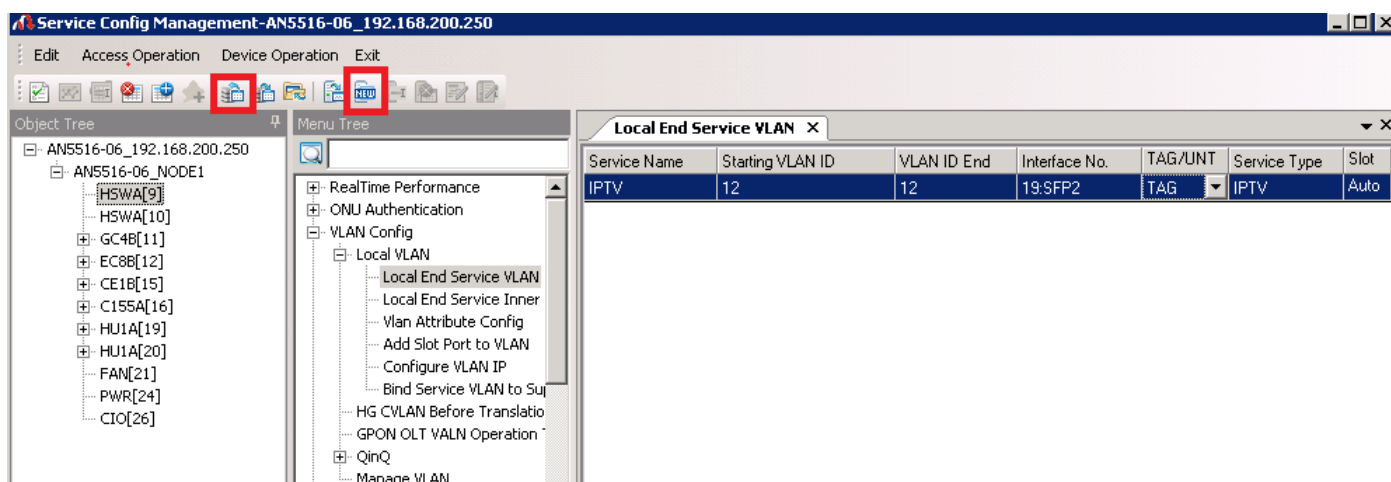 Service Config Management-AN5516-06_192.168.200.250
Edit Access Operation Device Operation Exit
NEW
Object Tree
AN5516-06_192.168.200.250
AN5516-06_NODE1
HSWA[9]
HSWA[10]
GC4B[11]
EC8B[12]
CE1B[15]
C155A[16]
HU1A[19]
HU1A[20]
FAN[21]
PWR[24]
CIO[26]
Menu Tree
RealTime Performance
ONU Authentication
VLAN Config
Local VLAN
Local End Service VLAN
Local End Service Inner
Vlan Attribute Config
Add Slot Port to VLAN
Configure VLAN IP
Bind Service VLAN to Sup
HG CVLAN Before Translatio
GPON OLT VALN Operation
QinQ
Manage VLAN
Local End Service VLAN X
Service Name Starting VLAN ID VLAN ID End Interface No. TAG/UNT Service Type Slot
IPTV 12 12 19:SFP2 TAG IPTV Auto